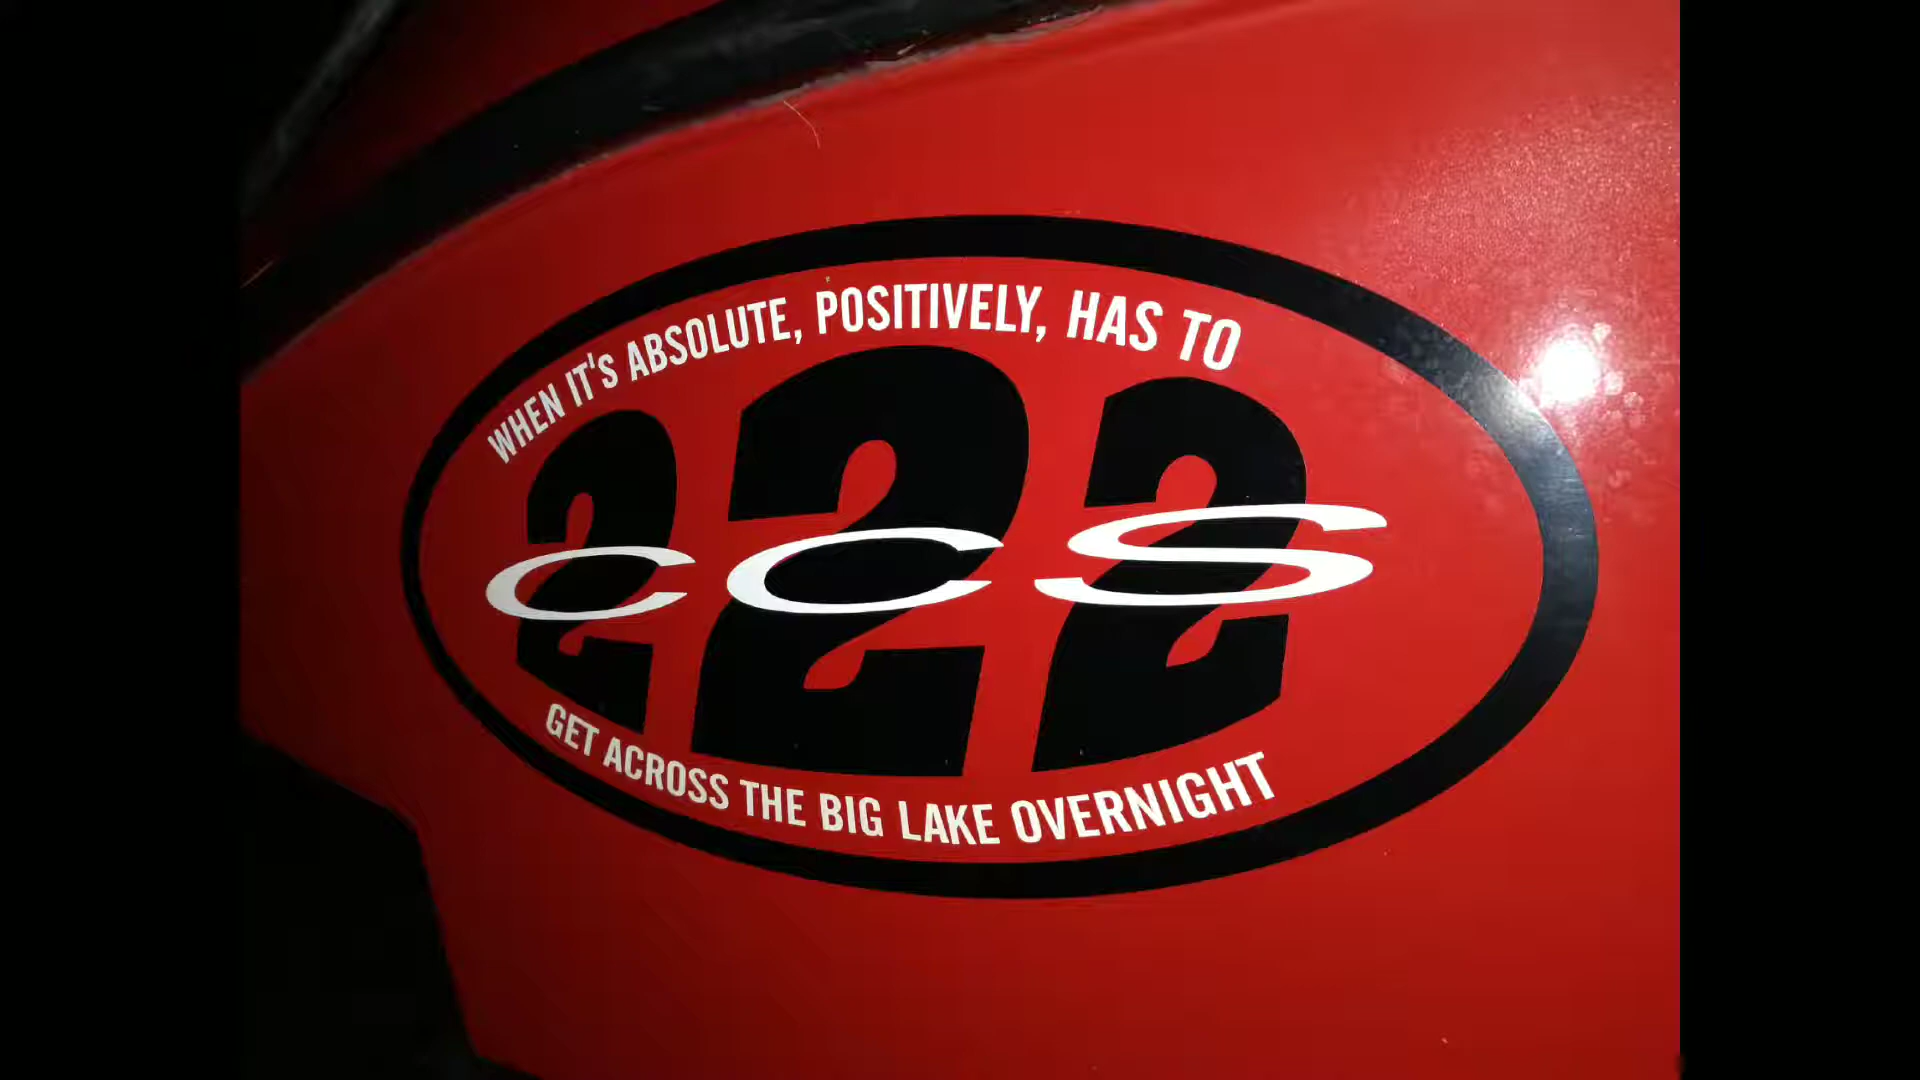 WHEN IT'S ABSOLUTE, POSITIVELY, HAS TO
222
CCS
GET ACROSS THE BIG LAKE OVERNIGHT